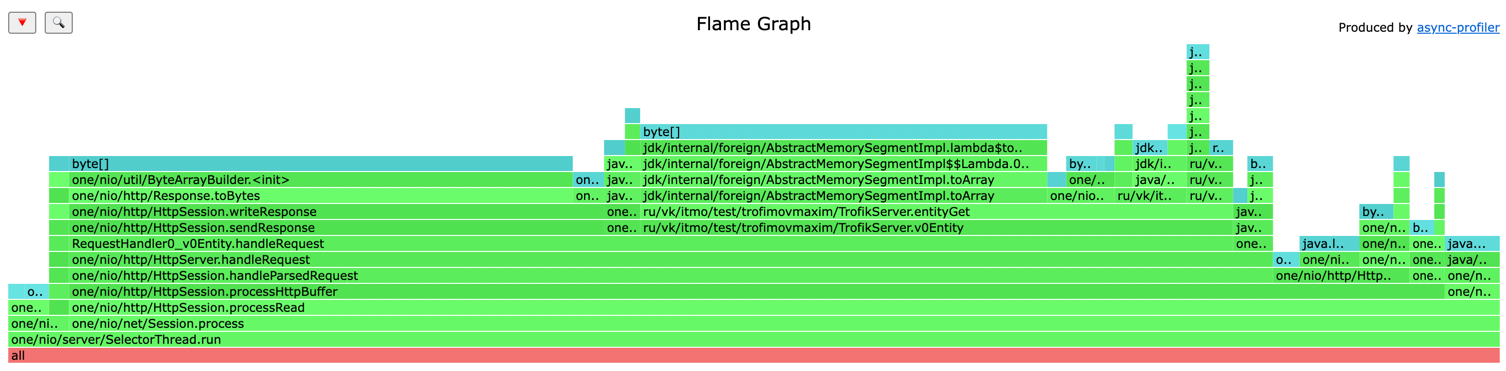 Flame Graph
Produced by async-profiler
j..
j..
j..
j..
j..
byte[] j..
jdk/internal/foreign/AbstractMemorySegmentImpl.lambda$to.. jdk.. j.. r..
byte[] jav.. jdk/internal/foreign/AbstractMemorySegmentImpl$$Lambda.0.. by.. jdk/i.. ru/v.. b..
one/nio/util/ByteArrayBuilder.<init> on.. jav.. jdk/internal/foreign/AbstractMemorySegmentImpl.toArray one/.. java/.. ru/v.. j..
one/nio/http/Response.toBytes on.. jav.. jdk/internal/foreign/AbstractMemorySegmentImpl.toArray one/nio.. ru/vk/it.. ru/v.. j..
one/nio/http/HttpSession.writeResponse one.. ru/vk/itmo/test/trofimovmaxim/TrofikServer.entityGet jav.. by..
one/nio/http/HttpSession.sendResponse one.. ru/vk/itmo/test/trofimovmaxim/TrofikServer.v0Entity jav.. one/n.. b..
RequestHandler0_v0Entity.handleRequest one.. java.l.. one/n.. one.. java...
one/nio/http/HttpServer.handleRequest o.. one/ni.. one/n.. one.. java/..
one/nio/http/HttpSession.handleParsedRequest one/nio/http/Http.. one.. one/n..
o.. one/nio/http/HttpSession.processHttpBuffer one/n..
one.. one/nio/http/HttpSession.processRead
one/ni.. one/nio/net/Session.process
one/nio/server/SelectorThread.run
all